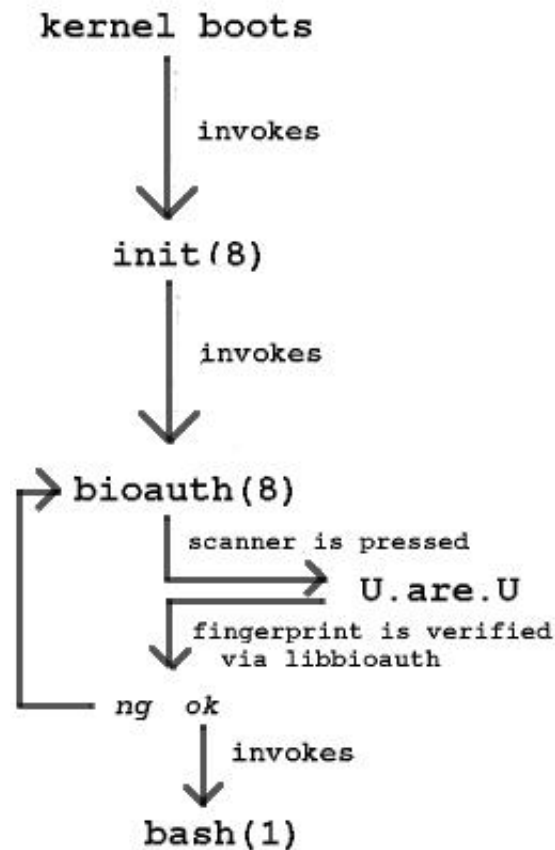 kernel boots
invokes
init(8)
invokes
bioauth(8)
scanner is pressed
U.are.U
fingerprint is verified
via libbioauth
ng ok
invokes
bash(1)